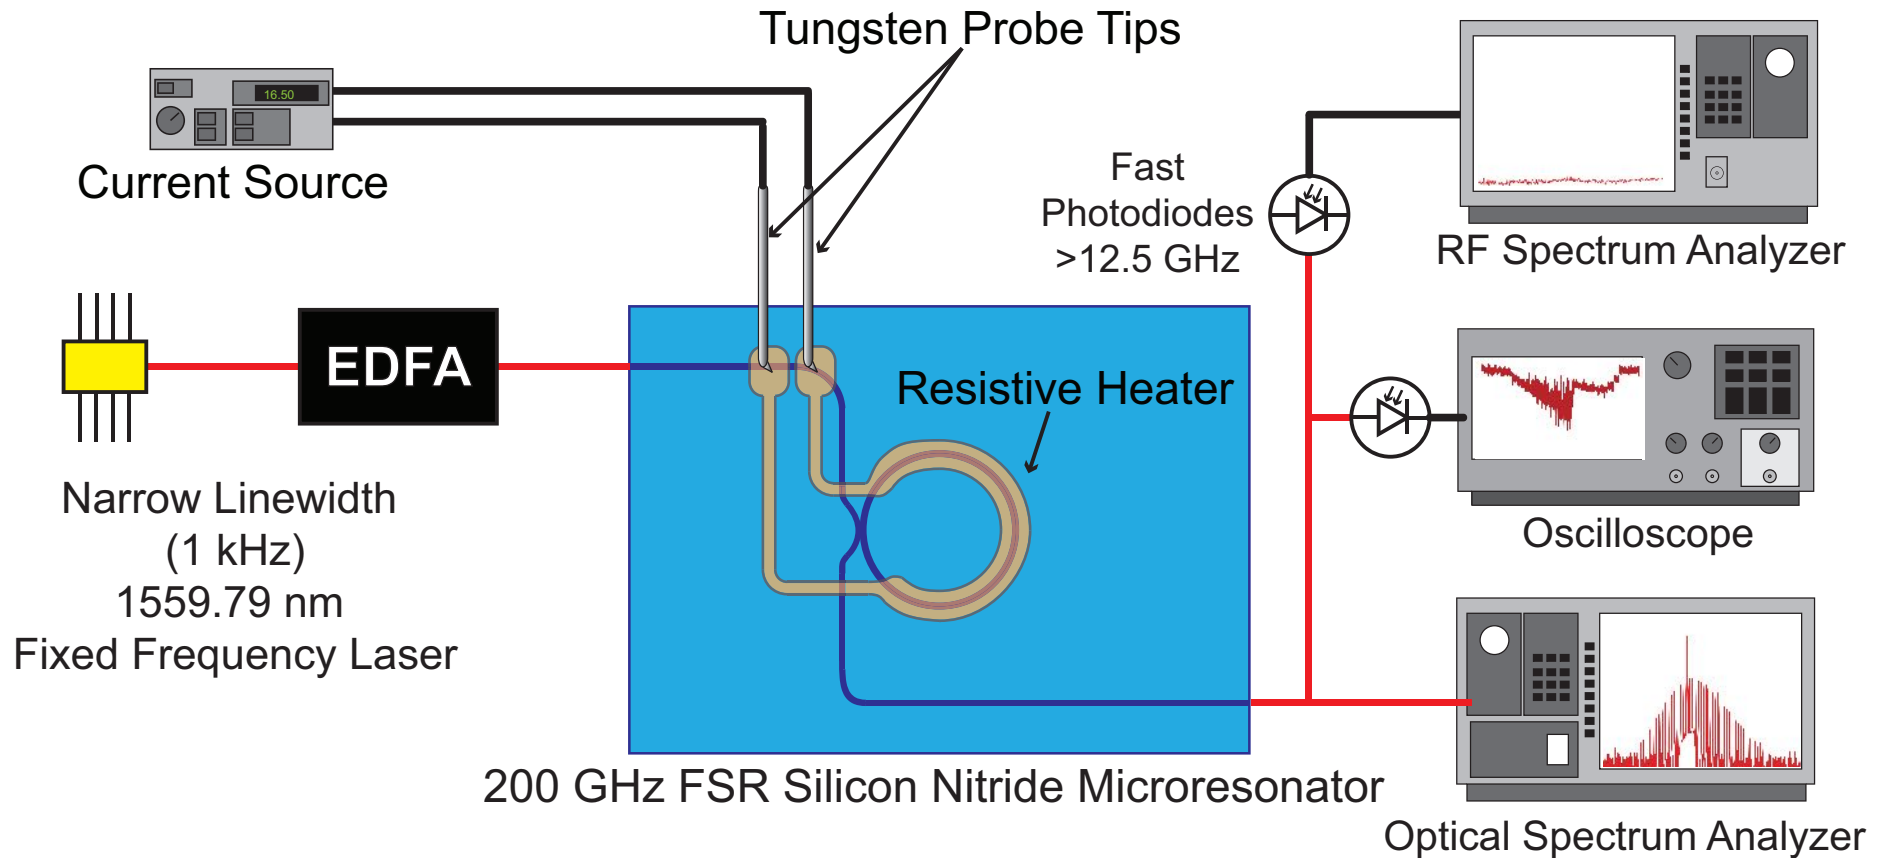 Tungsten Probe Tips
16.50
Current Source
Fast
Photodiodes
>12.5 GHz
RF Spectrum Analyzer
EDFA
Resistive Heater
Narrow Linewidth
(1 kHz)
1559.79 nm
Fixed Frequency Laser
Oscilloscope
200 GHz FSR Silicon Nitride Microresonator
Optical Spectrum Analyzer